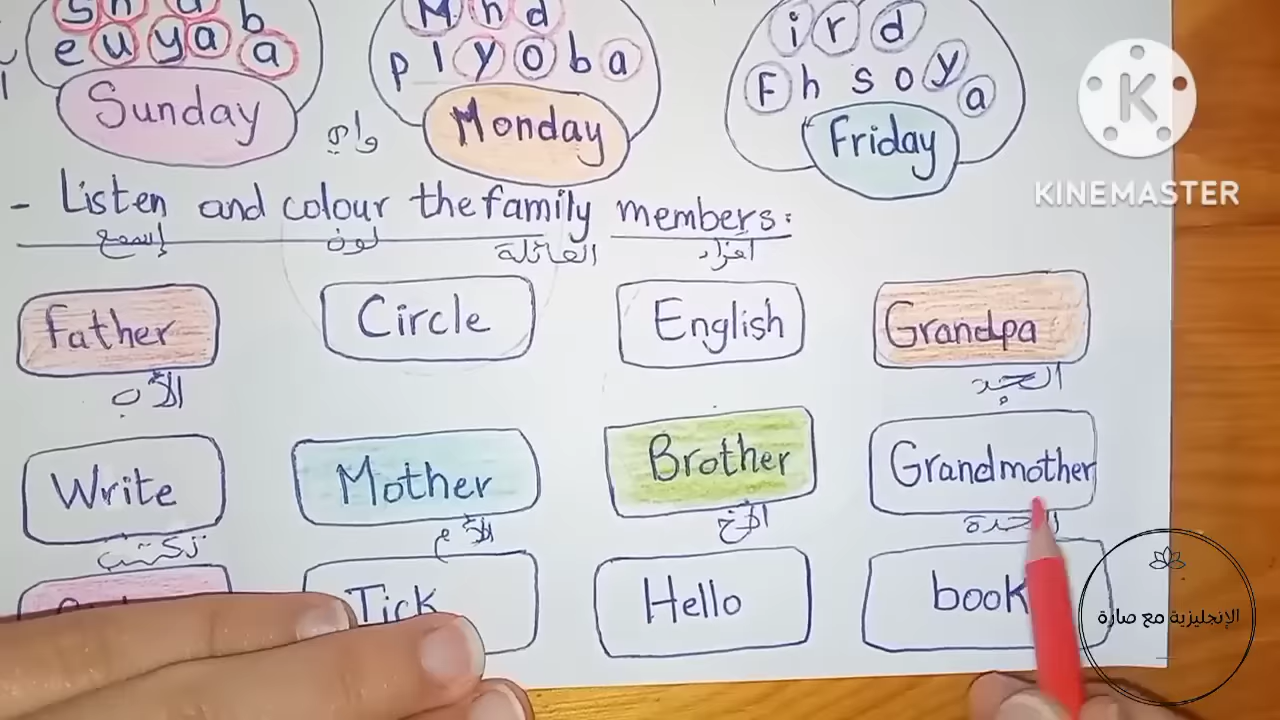 e u y a a
p l y o b a
i r d
F h s o y a
Sunday
Monday
Friday
- Listen and colour the family members:
إسمع لون العائلة أفراد
Father
Circle
English
Grandpa
الأب
الجد
Write
Mother
Brother
Grandmother
تكتب
الأم
الأخ
الجدة
Tick
Hello
book
K
KINEMASTER
الإنجليزية مع صارة